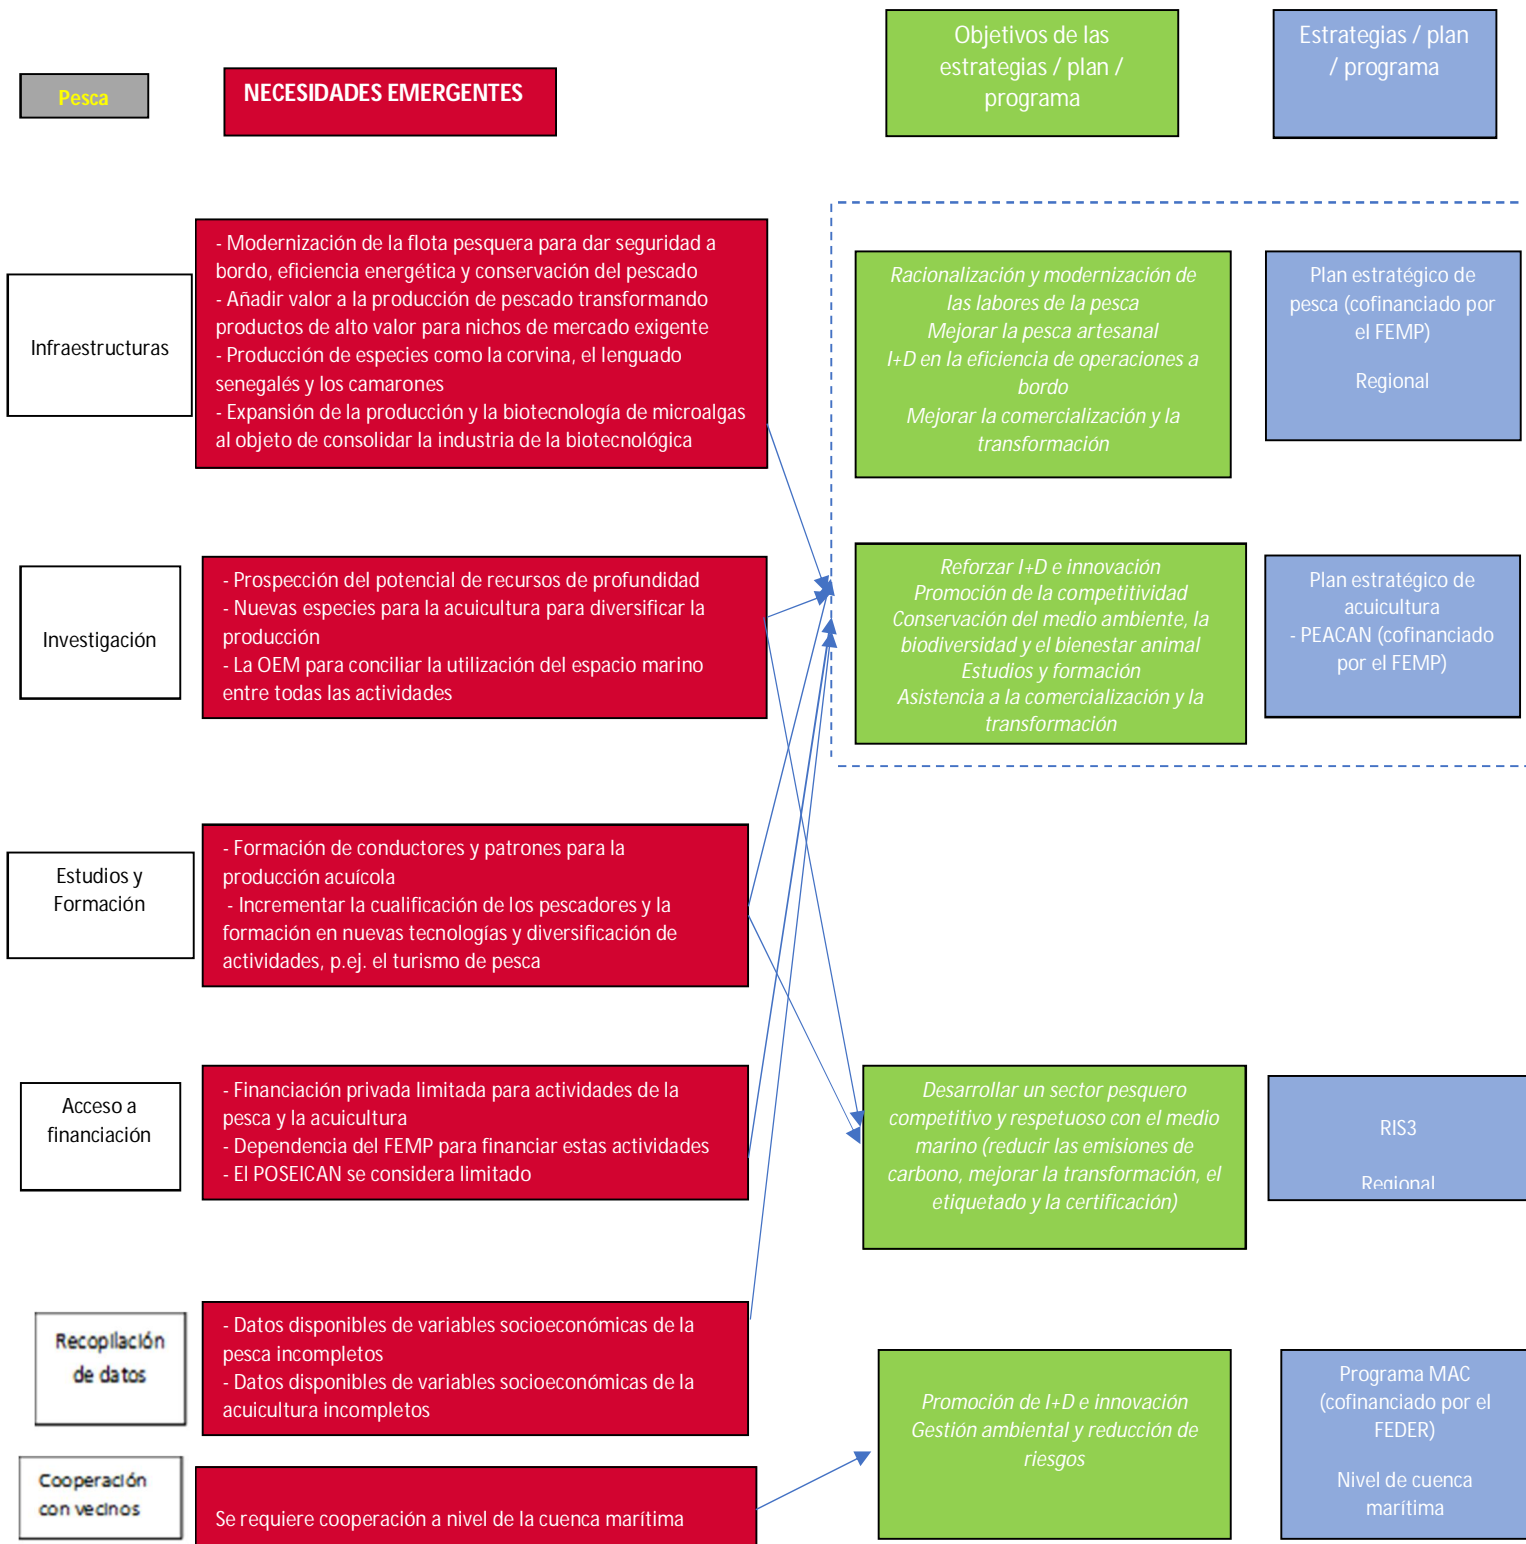 Pesca
NECESIDADES EMERGENTES
Objetivos de las
estrategias / plan /
programa
Estrategias / plan
/ programa
Infraestructuras
- Modernización de la flota pesquera para dar seguridad a
bordo, eficiencia energética y conservación del pescado
- Añadir valor a la producción de pescado transformando
productos de alto valor para nichos de mercado exigente
- Producción de especies como la corvina, el lenguado
senegalés y los camarones
- Expansión de la producción y la biotecnología de microalgas
al objeto de consolidar la industria de la biotecnológica
Racionalización y modernización de
las labores de la pesca
Mejorar la pesca artesanal
I+D en la eficiencia de operaciones a
bordo
Mejorar la comercialización y la
transformación
Plan estratégico de
pesca (cofinanciado por
el FEMP)
Regional
Investigación
- Prospección del potencial de recursos de profundidad
- Nuevas especies para la acuicultura para diversificar la
producción
- La OEM para conciliar la utilización del espacio marino
entre todas las actividades
Reforzar I+D e innovación
Promoción de la competitividad
Conservación del medio ambiente, la
biodiversidad y el bienestar animal
Estudios y formación
Asistencia a la comercialización y la
transformación
Plan estratégico de
acuicultura
- PEACAN (cofinanciado
por el FEMP)
Estudios y
Formación
- Formación de conductores y patrones para la
producción acuícola
- Incrementar la cualificación de los pescadores y la
formación en nuevas tecnologías y diversificación de
actividades, p.ej. el turismo de pesca
Acceso a
financiación
- Financiación privada limitada para actividades de la
pesca y la acuicultura
- Dependencia del FEMP para financiar estas actividades
- El POSEICAN se considera limitado
Desarrollar un sector pesquero
competitivo y respetuoso con el medio
marino (reducir las emisiones de
carbono, mejorar la transformación, el
etiquetado y la certificación)
RIS3
Regional
Recopilación
de datos
- Datos disponibles de variables socioeconómicas de la
pesca incompletos
- Datos disponibles de variables socioeconómicas de la
acuicultura incompletos
Promoción de I+D e innovación
Gestión ambiental y reducción de
riesgos
Programa MAC
(cofinanciado por el
FEDER)
Nivel de cuenca
marítima
Cooperación
con vecinos
Se requiere cooperación a nivel de la cuenca marítima